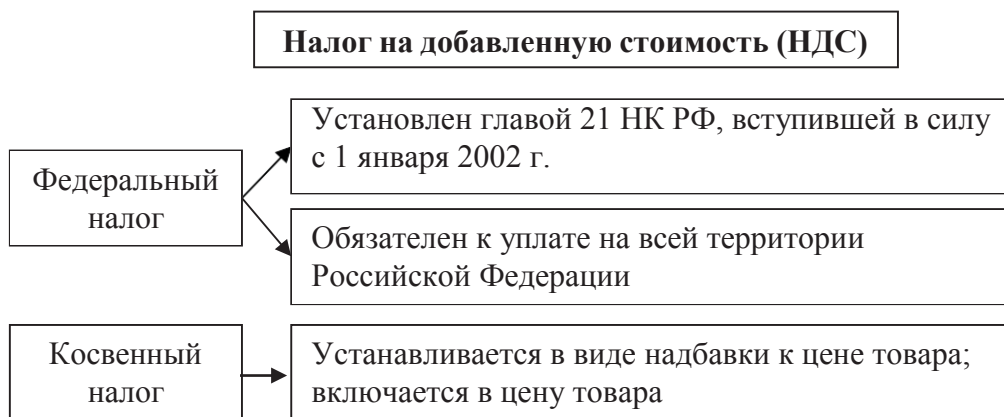 Налог на добавленную стоимость (НДС)
Федеральный
налог
Установлен главой 21 НК РФ, вступившей в силу
с 1 января 2002 г.
Обязателен к уплате на всей территории
Российской Федерации
Косвенный
налог
Устанавливается в виде надбавки к цене товара;
включается в цену товара